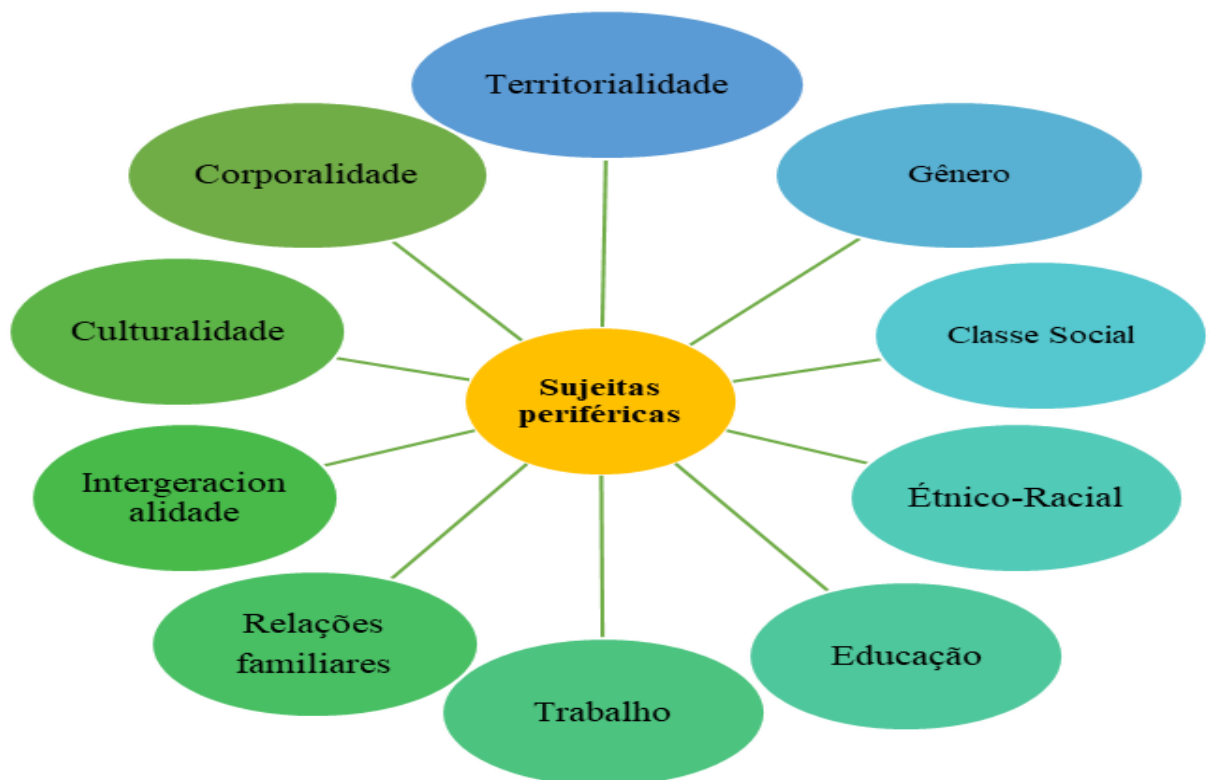 Territorialidade
Corporalidade
Gênero
Culturalidade
Classe Social
Sujeitas
periféricas
Intergeracion
alidade
Étnico-Racial
Relações
familiares
Educação
Trabalho